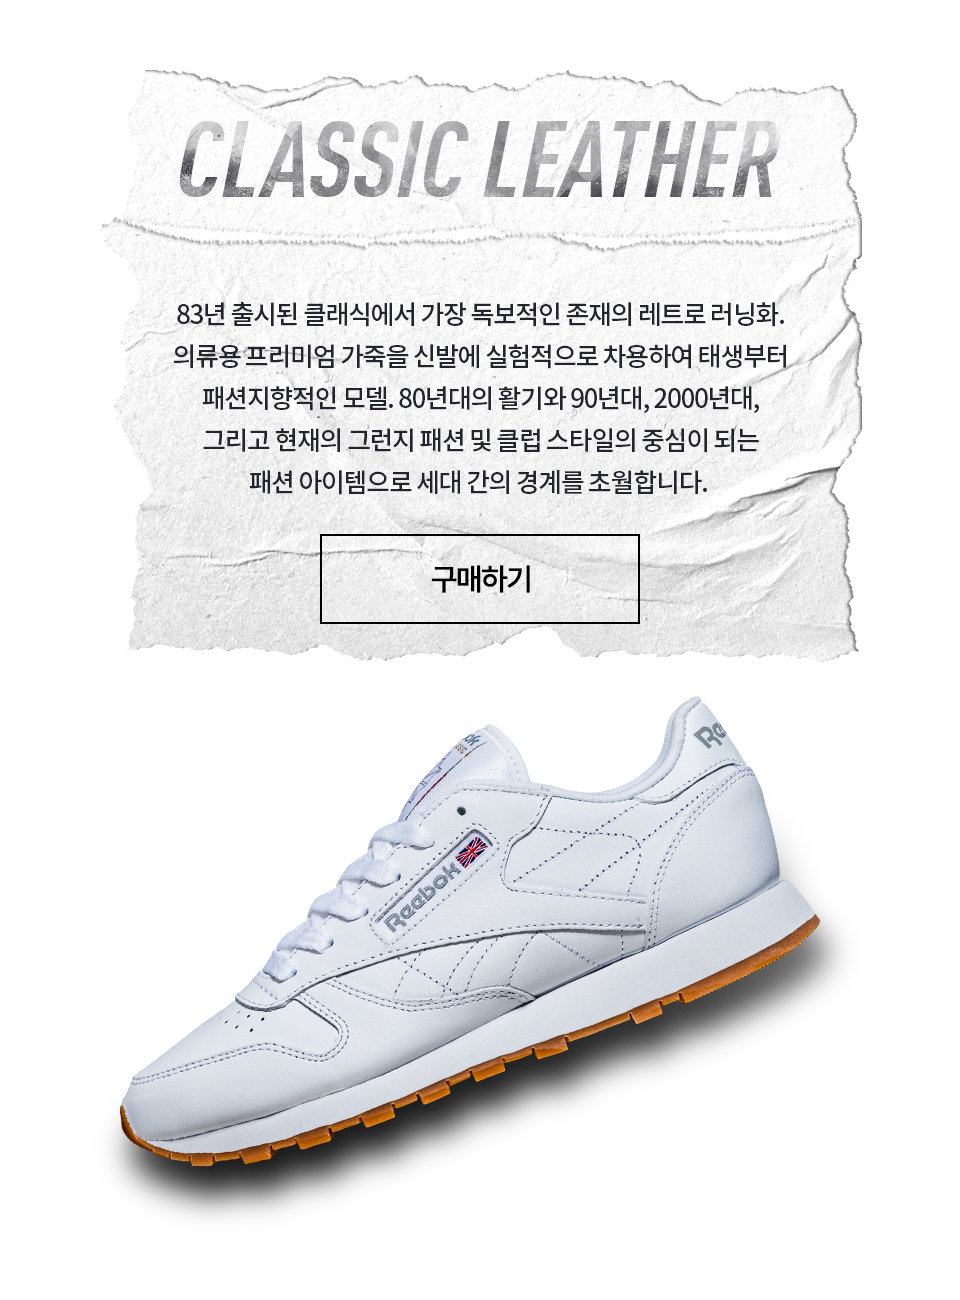 CLASSIC LEATHER
83년 출시된 클래식에서 가장 독보적인 존재의 레트로 러닝화.
의류용 프리미엄 가죽을 신발에 실험적으로 차용하여 태생부터
패션지향적인 모델. 80년대의 활기와 90년대, 2000년대,
그리고 현재의 그런지 패션 및 클럽 스타일의 중심이 되는
패션 아이템으로 세대 간의 경계를 초월합니다.
구매하기
Reebok